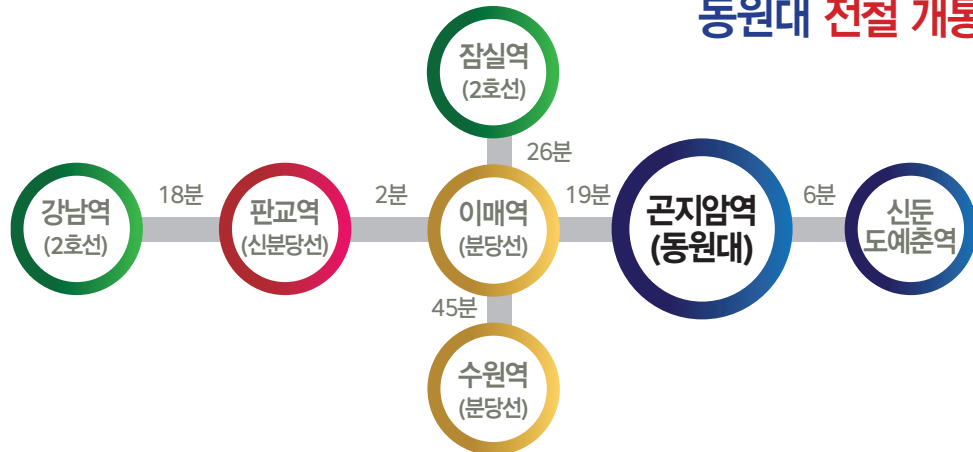 동원대 전절 개통
잠실역
(2호선)
26분
강남역
(2호선)
18분
판교역
(신분당선)
2분
이매역
(분당선)
19분
곤지암역
(동원대)
6분
신둔
도예촌역
45분
수원역
(분당선)